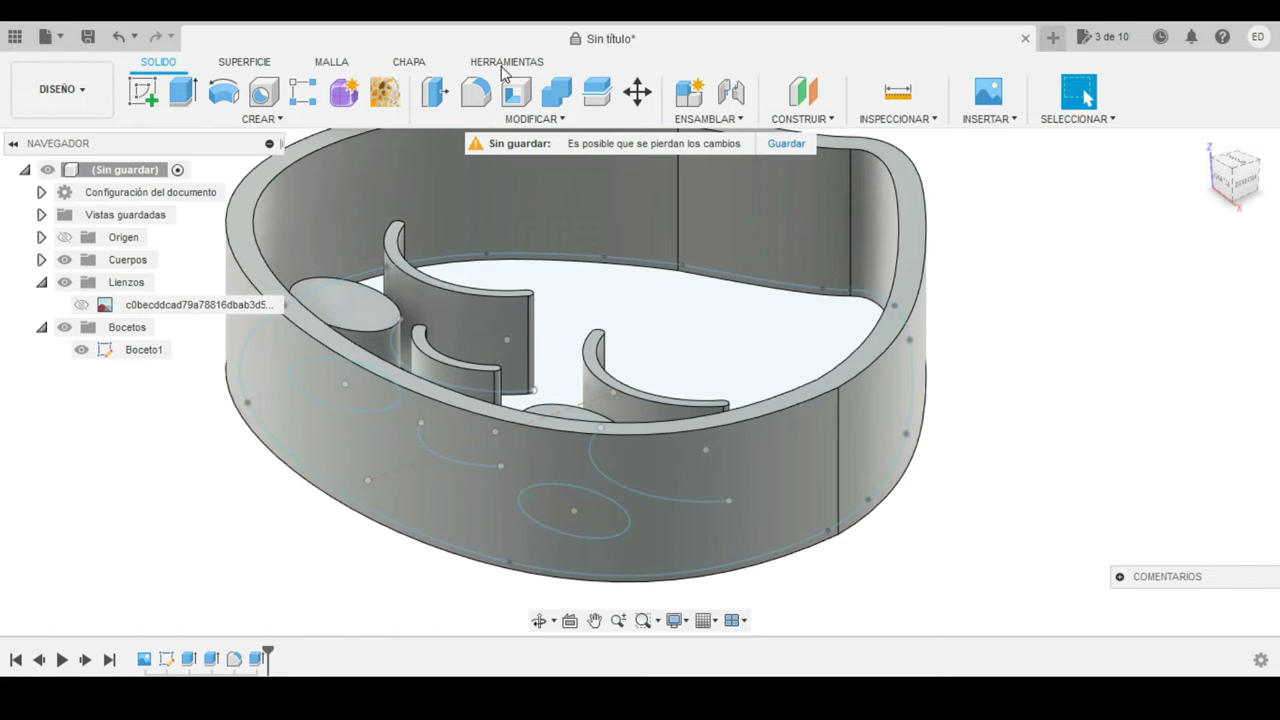 Sin título*
3 de 10
ED
DISEÑO
SOLIDO
SUPERFICIE
MALLA
CHAPA
HERRAMIENTAS
CREAR
MODIFICAR
ENSAMBLAR
CONSTRUIR
INSPECCIONAR
INSERTAR
SELECCIONAR
NAVEGADOR
Sin guardar: Es posible que se pierdan los cambios Guardar
(Sin guardar)
Configuración del documento
Vistas guardadas
Origen
Cuerpos
Lienzos
c0becddcad79a78816dbab3d5...
Bocetos
Boceto1
Z
X
COMENTARIOS